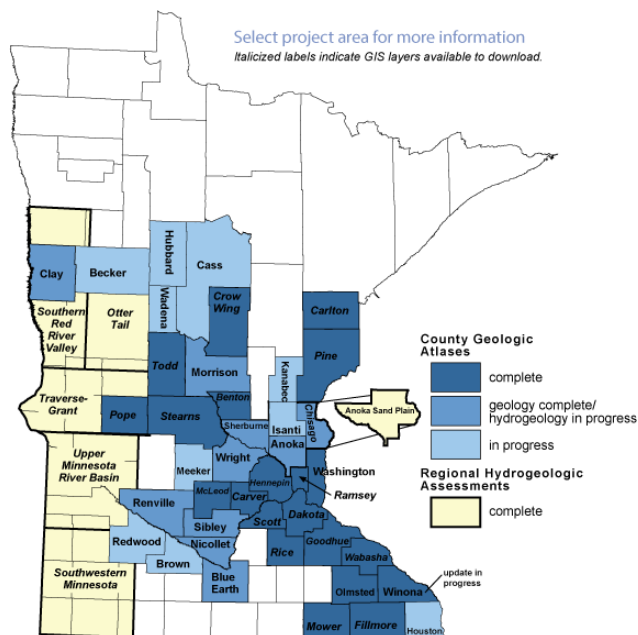 Select project area for more information
Italicized labels indicate GIS layers available to download.
Hubbard
Cass
Clay
Becker
Wadena
Crow
Wing
Carlton
Southern
Red
River
Valley
Otter
Tail
Pine
County Geologic
Atlases
complete
geology complete/
hydrogeology in progress
in progress
Regional Hydrogeologic
Assessments
complete
Todd
Morrison
Kanabec
Benton
Traverse-
Grant
Pope
Stearns
Sherburne
Isanti
Chisago
Anoka Sand Plain
Anoka
Upper
Minnesota
River Basin
Meeker
Wright
Hennepin
Washington
Ramsey
McLeod
Carver
Renville
Scott
Dakota
Sibley
Redwood
Nicollet
Rice
Goodhue
Brown
Wabasha
Southwestern
Minnesota
Blue
Earth
Olmsted
Winona
update in
progress
Mower
Fillmore
Houston